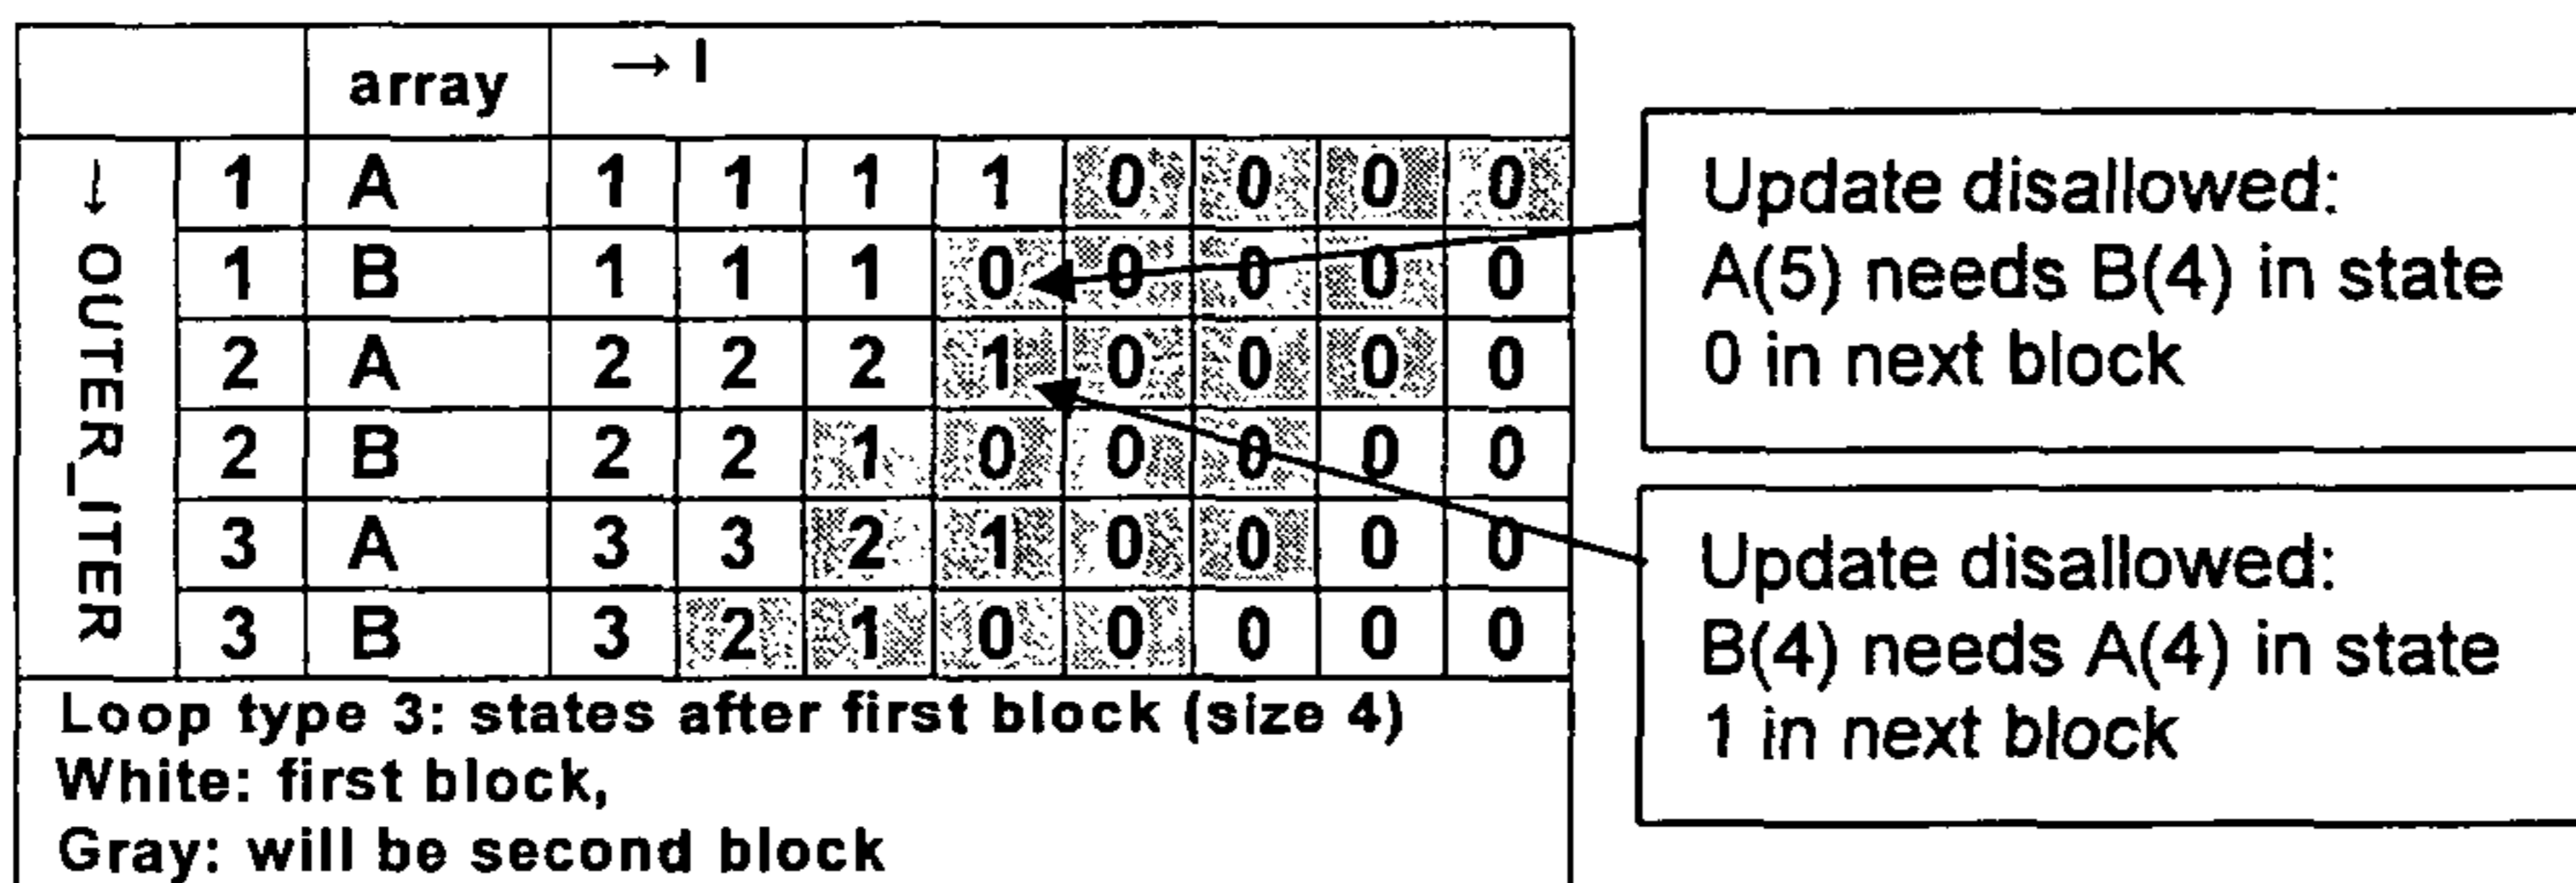 array → I
↓ OUTER_ITER
1 A 1 1 1 1 0 0 0 0
1 B 1 1 1 0 0 0 0 0
2 A 2 2 2 1 0 0 0 0
2 B 2 2 1 0 0 0 0 0
3 A 3 3 2 1 0 0 0 0
3 B 3 2 1 0 0 0 0 0
Loop type 3: states after first block (size 4)
White: first block,
Gray: will be second block
Update disallowed:
A(5) needs B(4) in state
0 in next block
Update disallowed:
B(4) needs A(4) in state
1 in next block